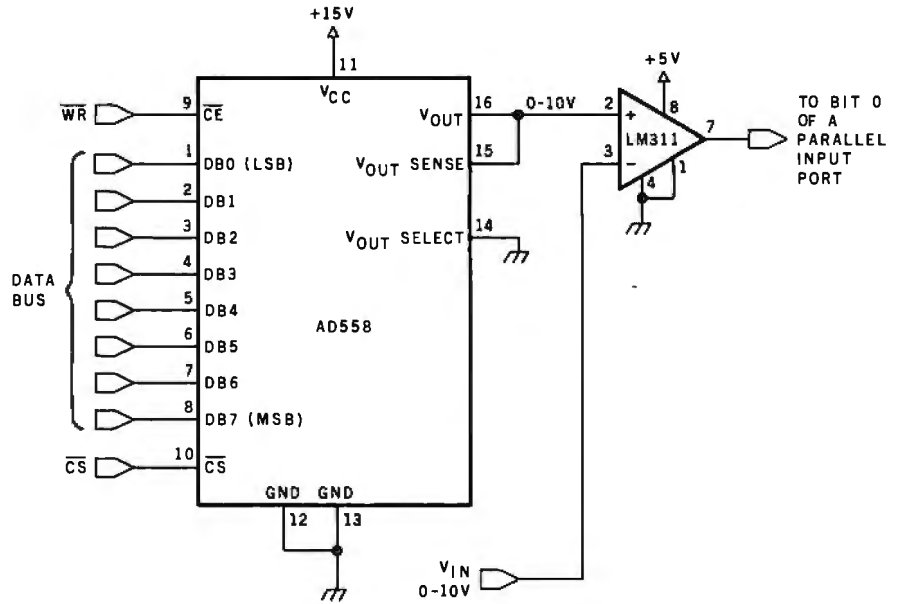 +15V
11
VCC
WR 9 CE
1 DB0 (LSB)
2 DB1
3 DB2
4 DB3
5 DB4
6 DB5
7 DB6
8 DB7 (MSB)
DATA
BUS
CS 10 CS
AD558
16
VOUT
15
VOUT SENSE
14
VOUT SELECT
GND GND
12 13
0-10V
+5V
2 +
8
LM311
7
3 −
4
1
TO BIT 0
OF A
PARALLEL
INPUT
PORT
VIN
0-10V